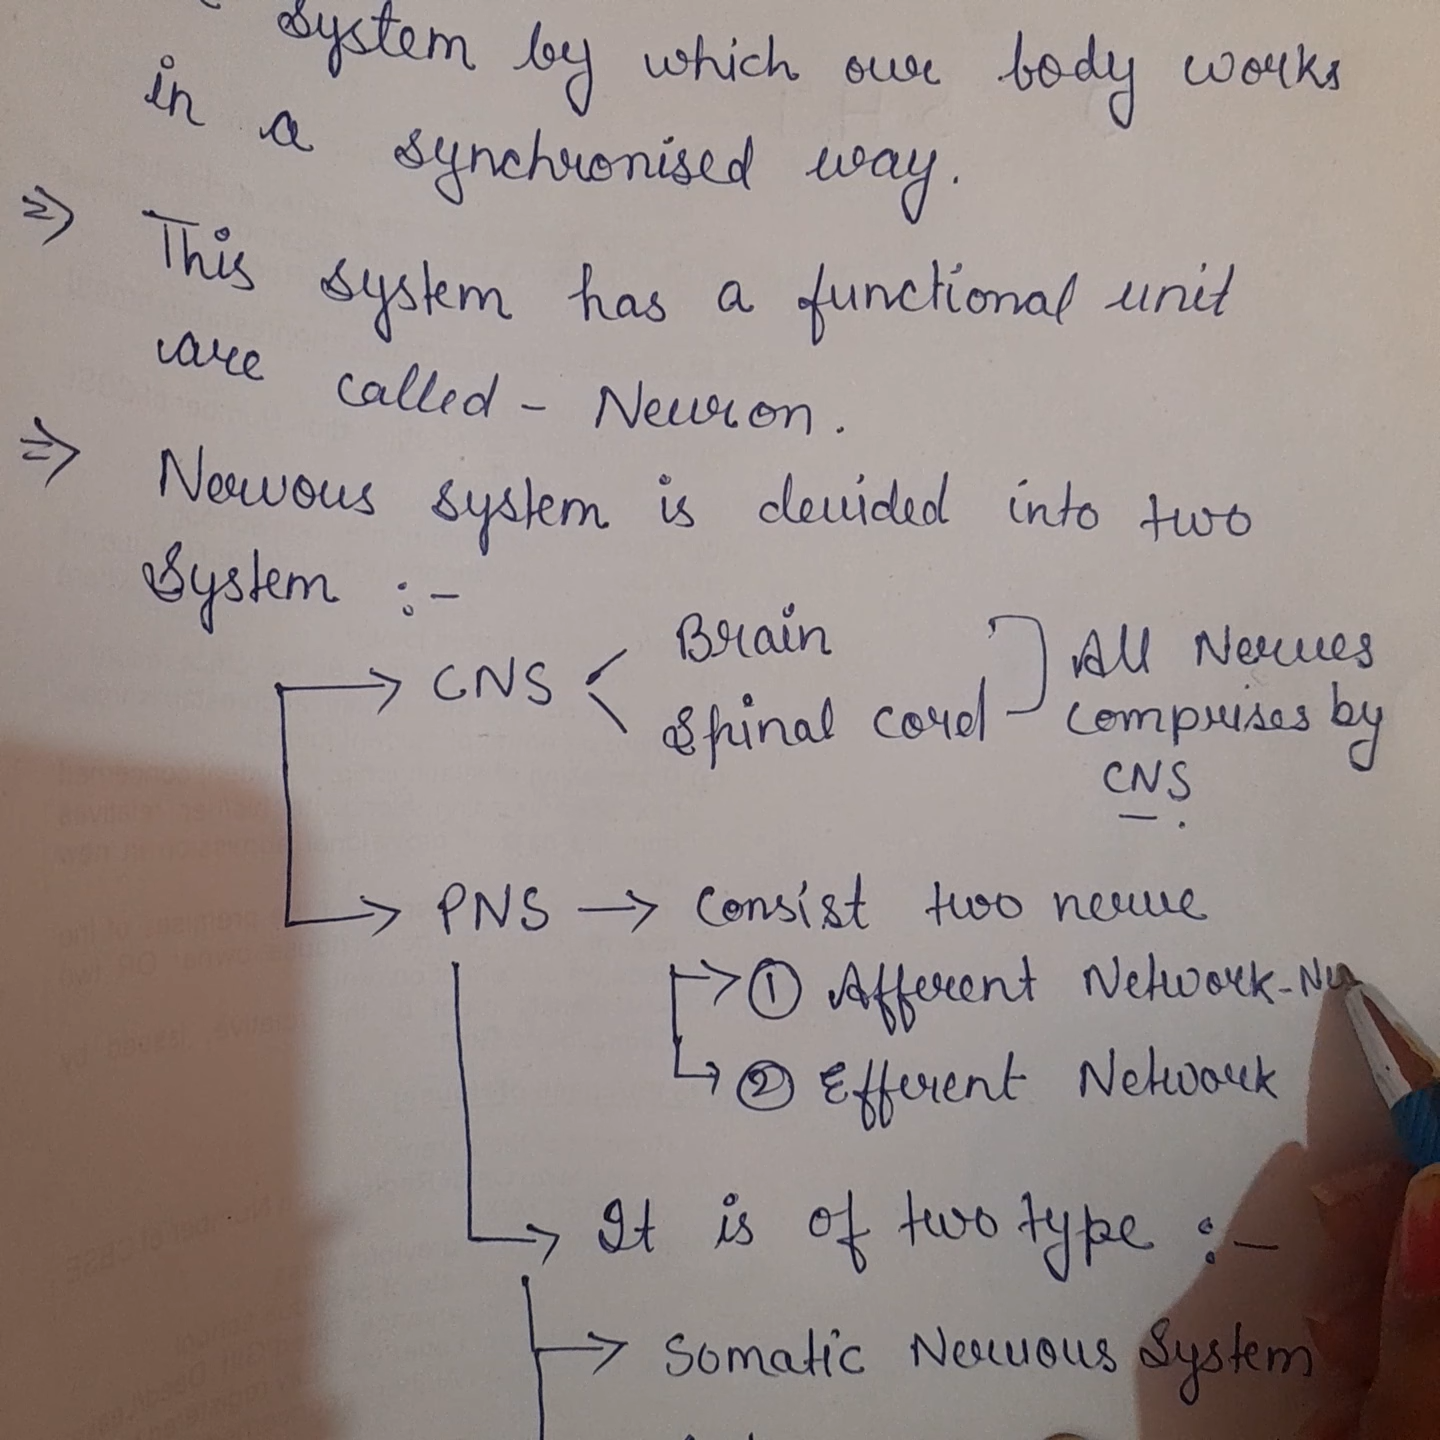 System by which our body works
in a synchronised way.
⇒ This system has a functional unit
are called - Neuron.
⇒ Nervous system is devided into two
System :-
→ CNS < Brain
Spinal cord
All Nerves
comprises by
CNS
→ PNS → Consist two nerve
→ ① Afferent Network-Nu
→ ② Efferent Network
→ It is of two type :-
→ Somatic Nervous System